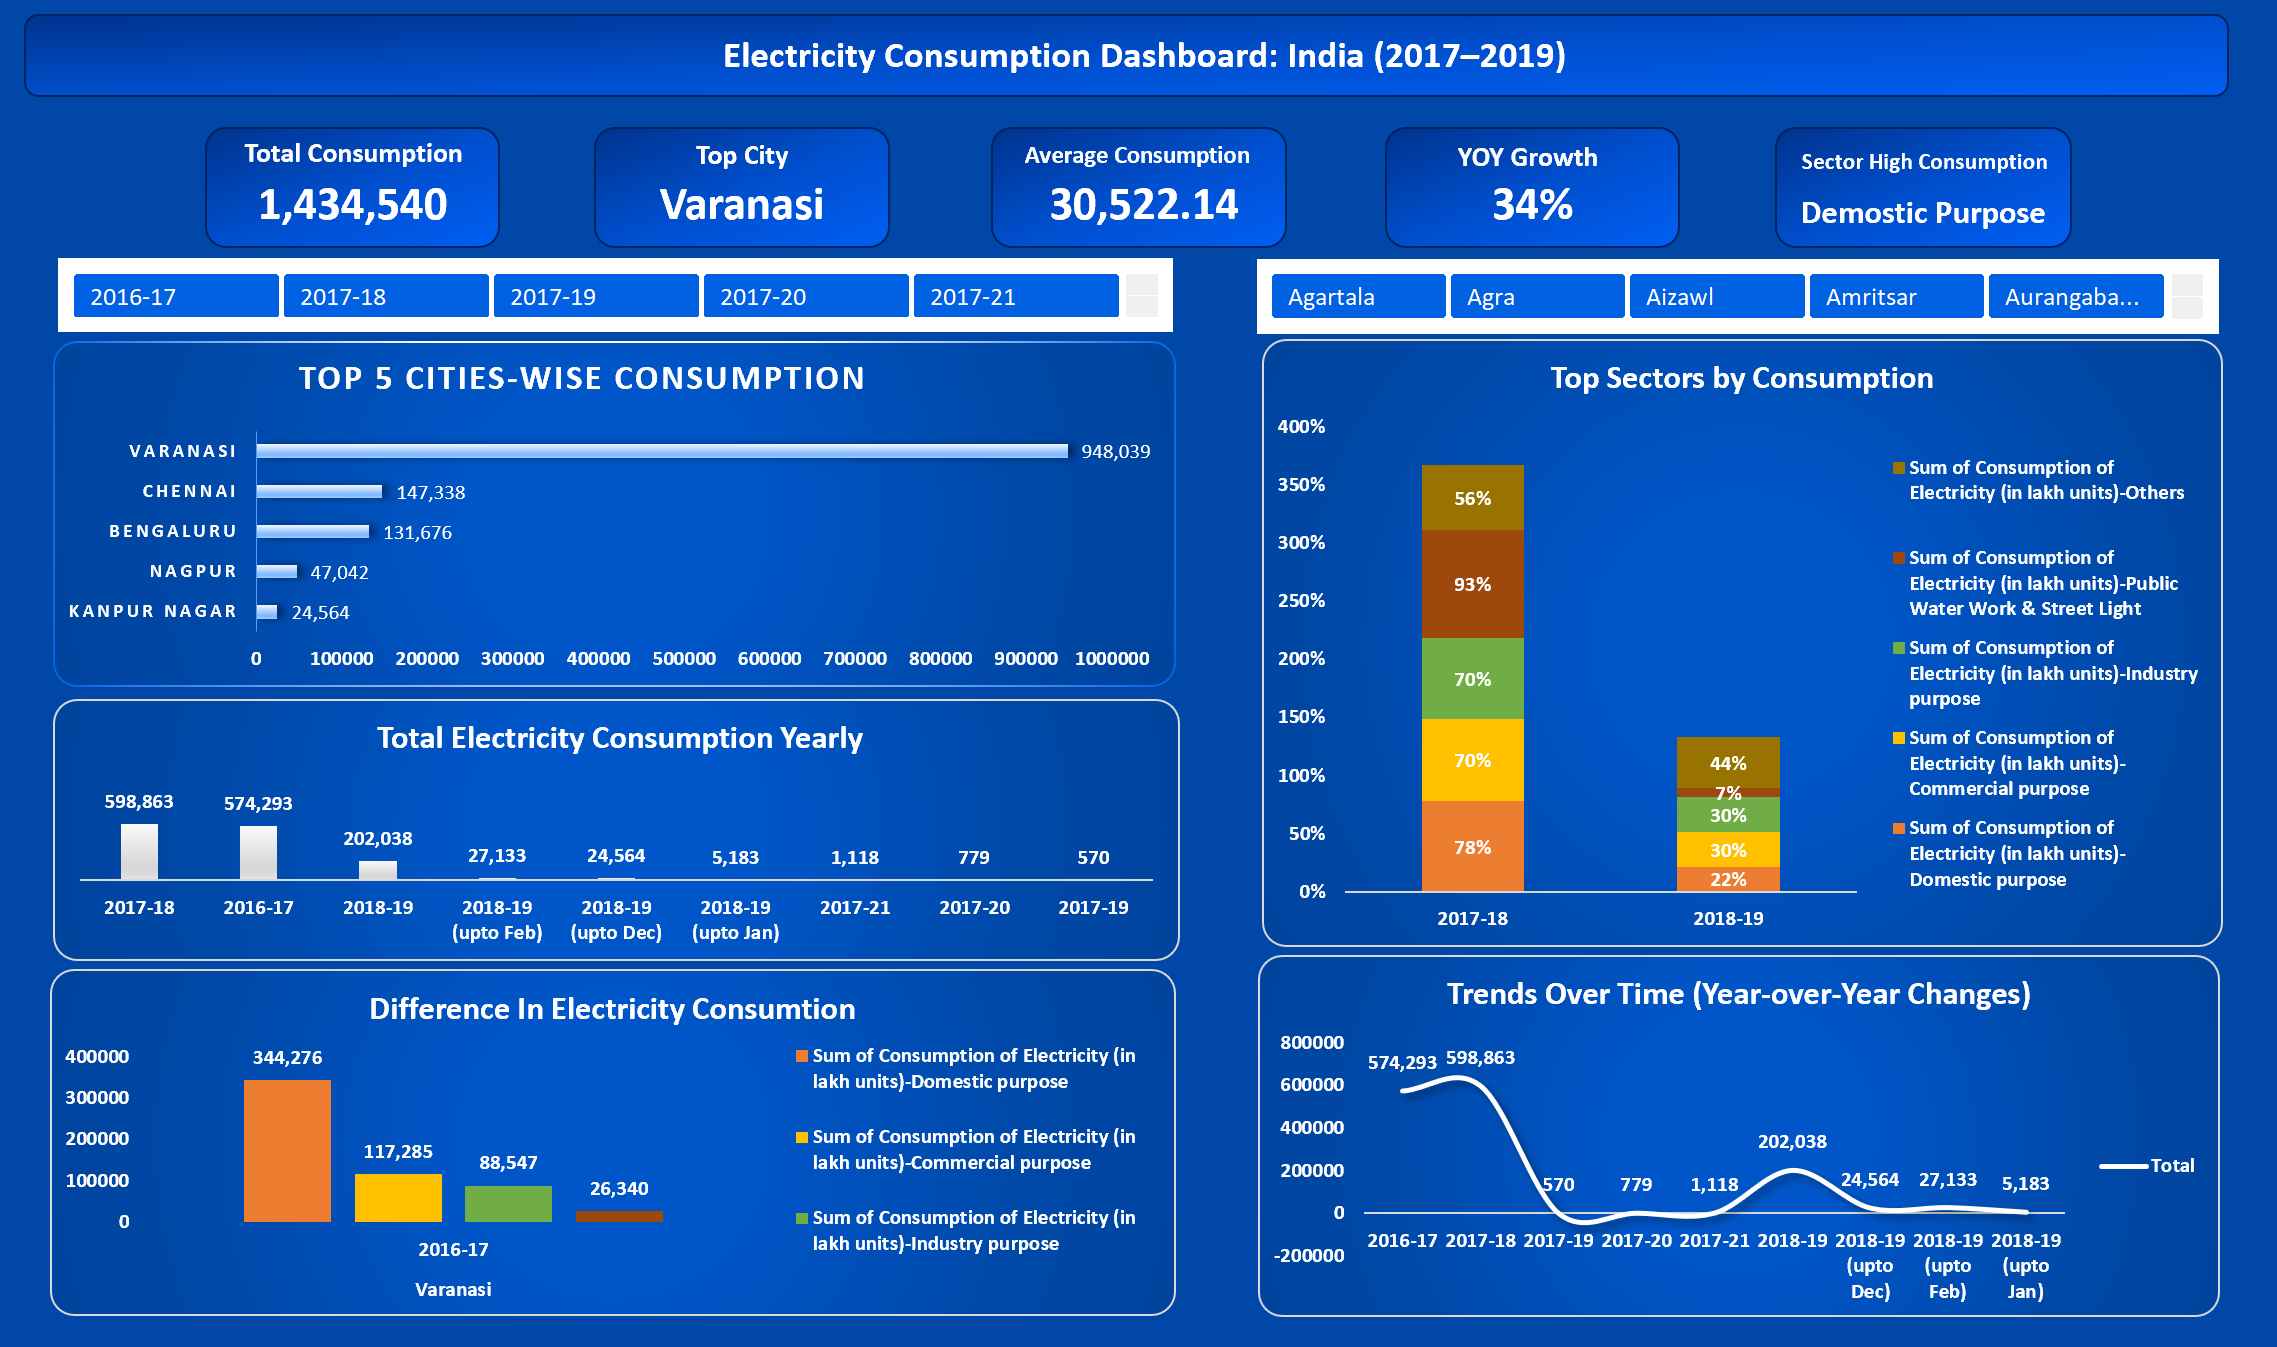 Electricity Consumption Dashboard: India (2017–2019)
Total Consumption
1,434,540
Top City
Varanasi
Average Consumption
30,522.14
YOY Growth
34%
Sector High Consumption
Demostic Purpose
2016-17
2017-18
2017-19
2017-20
2017-21
Agartala
Agra
Aizawl
Amritsar
Aurangaba...
TOP 5 CITIES-WISE CONSUMPTION
VARANASI
948,039
CHENNAI
147,338
BENGALURU
131,676
NAGPUR
47,042
KANPUR NAGAR
24,564
0 100000 200000 300000 400000 500000 600000 700000 800000 900000 1000000
Total Electricity Consumption Yearly
598,863
574,293
202,038
27,133
24,564
5,183
1,118
779
570
2017-18
2016-17
2018-19
2018-19
(upto Feb)
2018-19
(upto Dec)
2018-19
(upto Jan)
2017-21
2017-20
2017-19
Difference In Electricity Consumtion
400000
300000
200000
100000
0
344,276
117,285
88,547
26,340
2016-17
Varanasi
Sum of Consumption of Electricity (in
lakh units)-Domestic purpose
Sum of Consumption of Electricity (in
lakh units)-Commercial purpose
Sum of Consumption of Electricity (in
lakh units)-Industry purpose
Top Sectors by Consumption
400%
350%
300%
250%
200%
150%
100%
50%
0%
56%
93%
70%
70%
78%
44%
7%
30%
30%
22%
2017-18
2018-19
Sum of Consumption of
Electricity (in lakh units)-Others
Sum of Consumption of
Electricity (in lakh units)-Public
Water Work & Street Light
Sum of Consumption of
Electricity (in lakh units)-Industry
purpose
Sum of Consumption of
Electricity (in lakh units)-
Commercial purpose
Sum of Consumption of
Electricity (in lakh units)-
Domestic purpose
Trends Over Time (Year-over-Year Changes)
800000
600000
400000
200000
0
-200000
574,293
598,863
570
779
1,118
202,038
24,564
27,133
5,183
2016-17
2017-18
2017-19
2017-20
2017-21
2018-19
2018-19
(upto
Dec)
2018-19
(upto
Feb)
2018-19
(upto
Jan)
Total